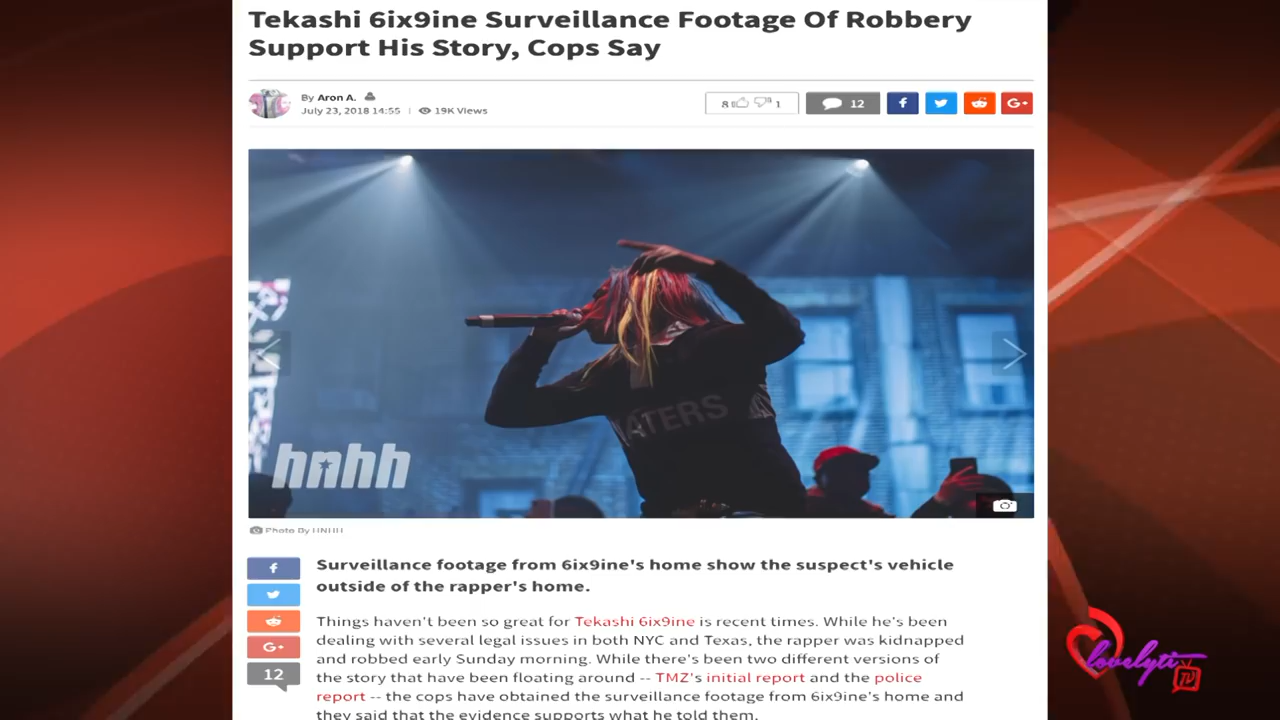 Tekashi 6ix9ine Surveillance Footage Of Robbery
Support His Story, Cops Say
By Aron A.
July 23, 2018 14:55 | 19K Views
8 1
12
f
G+
HATERS
hnhh
Photo By HNHH
f
Surveillance footage from 6ix9ine's home show the suspect's vehicle
outside of the rapper's home.
G+
12
Things haven't been so great for Tekashi 6ix9ine is recent times. While he's been
dealing with several legal issues in both NYC and Texas, the rapper was kidnapped
and robbed early Sunday morning. While there's been two different versions of
the story that have been floating around -- TMZ's initial report and the police
report -- the cops have obtained the surveillance footage from 6ix9ine's home and
they said that the evidence supports what he told them.
lovelyti
TV